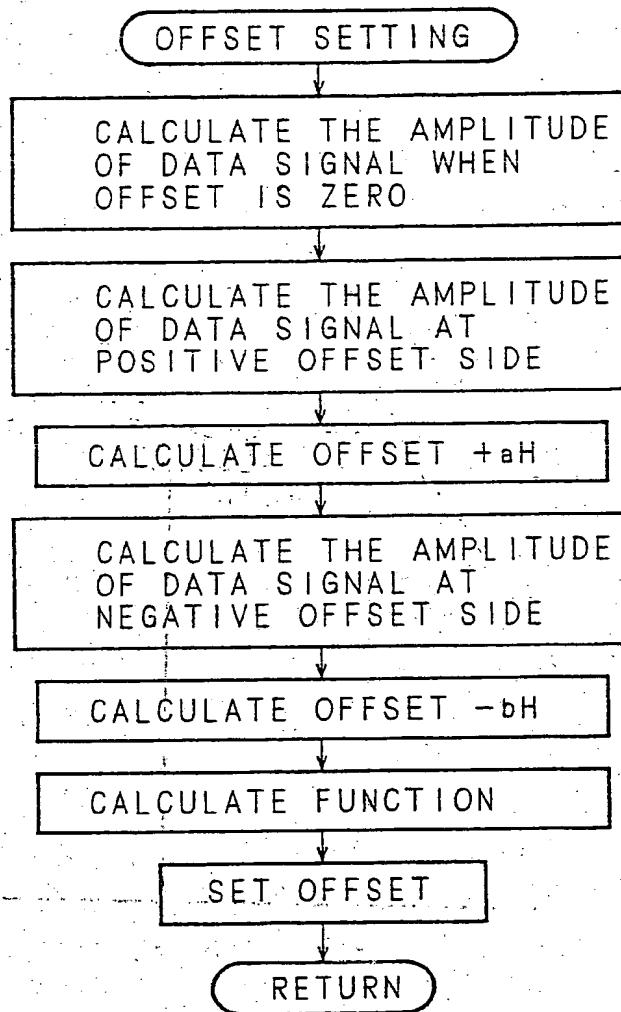 OFFSET SETTING
CALCULATE THE AMPLITUDE
OF DATA SIGNAL WHEN
OFFSET IS ZERO
CALCULATE THE AMPLITUDE
OF DATA SIGNAL AT
POSITIVE OFFSET SIDE
CALCULATE OFFSET +aH
CALCULATE THE AMPLITUDE
OF DATA SIGNAL AT
NEGATIVE OFFSET SIDE
CALCULATE OFFSET -bH
CALCULATE FUNCTION
SET OFFSET
RETURN